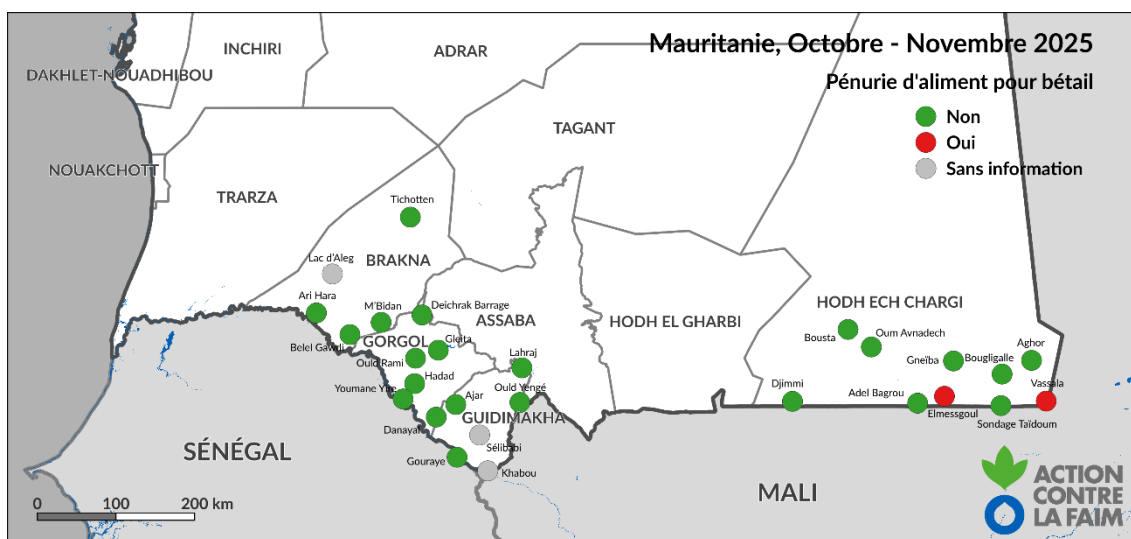 Mauritanie, Octobre - Novembre 2025
Pénurie d'aliment pour bétail
Non
Oui
Sans information
INCHIRI
ADRAR
DAKHLET-NOUADHIBOU
TAGANT
NOUAKCHOTT
TRARZA
Tichotten
Lac d'Aleg
BRAKNA
Ari Hara
M'Bidan
Deichrak Barrage
ASSABA
HODH EL GHARBI
HODH ECH CHARGI
Belel Gawdi
GORGOL
Gleita
Ould Rami
Lahraj
Hadad
Youmane Yire
Ajar
Ould Yengé
GUIDIMAKHA
Danayal
Sélibabi
Gouraye
Khabou
Bousta
Oum Avnadech
Gneïba
Bougligalle
Aghor
Djimmi
Adel Bagrou
Elmessgoul
Vassala
Sondage Taïdoum
SÉNÉGAL
MALI
0 100 200 km
ACTION
CONTRE
LA FAIM